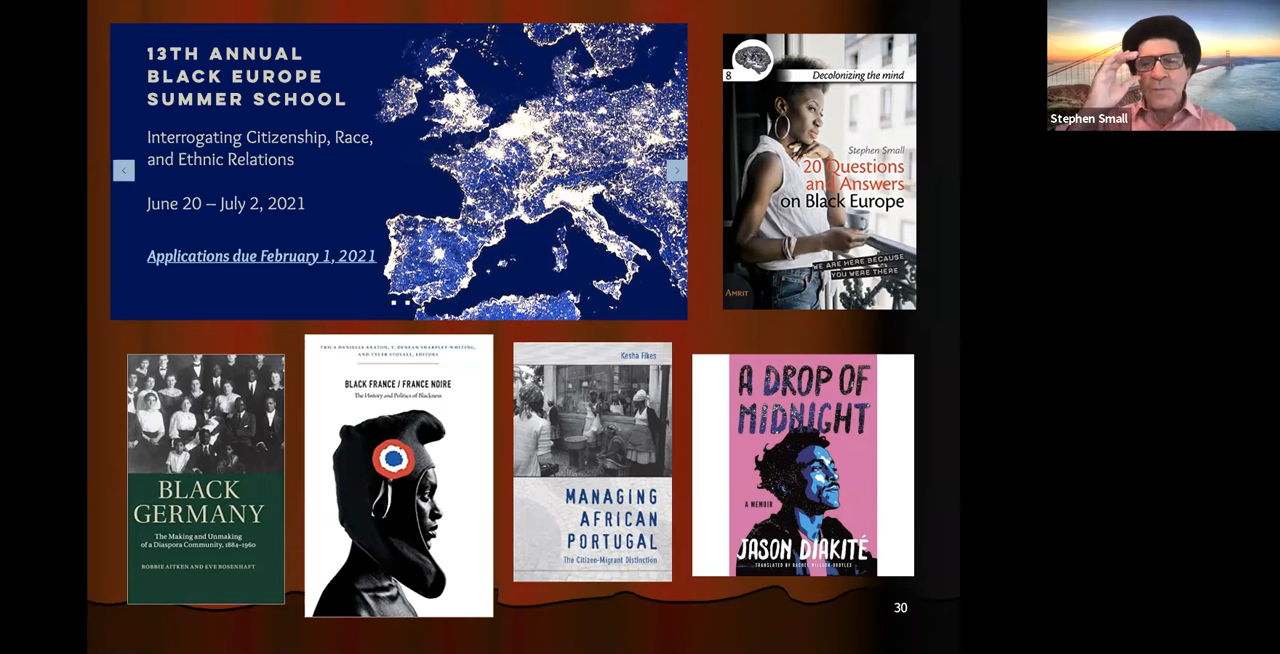 13TH ANNUAL
BLACK EUROPE
SUMMER SCHOOL
Interrogating Citizenship, Race,
and Ethnic Relations
June 20 – July 2, 2021
Applications due February 1, 2021
8
Decolonizing the mind
Stephen Small
20 Questions
and Answers
on Black Europe
WE ARE HERE BECAUSE
YOU WERE THERE
AMRIT
Stephen Small
BLACK
GERMANY
The Making and Unmaking
of a Diaspora Community, 1884–1960
ROBBIE AITKEN AND EVE ROSENHAFT
TRICA DANIELLE KEATON, T. DENEAN SHARPLEY-WHITING,
AND TYLER STOVALL, EDITORS
BLACK FRANCE / FRANCE NOIRE
The History and Politics of Blackness
Kesha Fikes
MANAGING
AFRICAN
PORTUGAL
The Citizen-Migrant Distinction
A DROP OF
MIDNIGHT
A MEMOIR
JASON DIAKITÉ
TRANSLATED BY RACHEL WILLSON-BROYLES
30